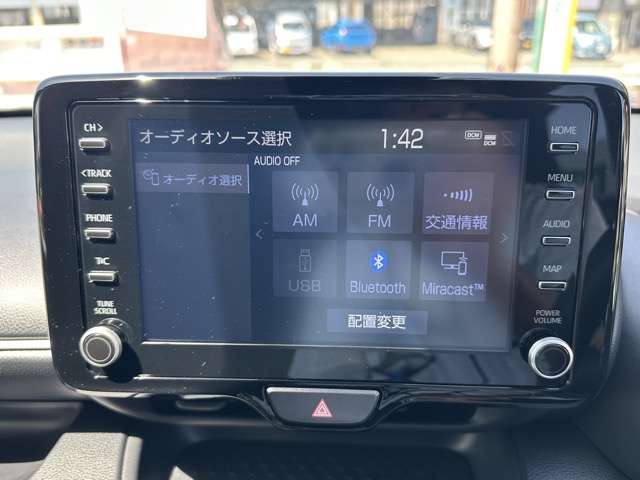 CH>
<TRACK
PHONE
T•C
TUNE
SCROLL
オーディオソース選択
1:42
DCM
DCM
オーディオ選択
AUDIO OFF
AM
FM
交通情報
USB
Bluetooth
Miracast™
配置変更
HOME
MENU
AUDIO
MAP
POWER
VOLUME